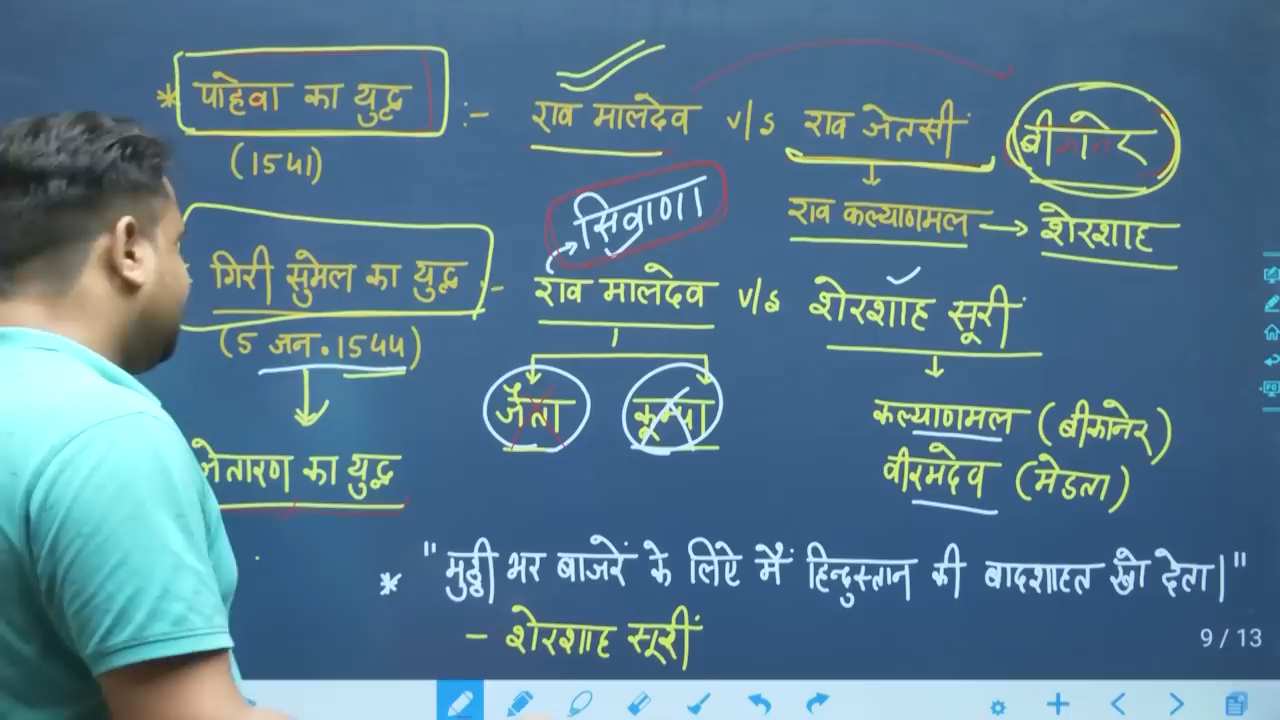 * पाहेवा का युद्ध :- राव मालदेव v/s राव जेतसी बीकानेर
(1541)
सिवाणा
राव कल्याणमल → शेरशाह
गिरी सुमेल का युद्ध :- राव मालदेव v/s शेरशाह सूरी
(5 जन. 1544)
जैता कूम्पा
कल्याणमल (बीकानेर)
जेतारण का युद्ध
वीरमदेव (मेडता)
* "मुठ्ठी भर बाजरें के लिऐ मैं हिन्दुस्तान की बादशाहत खो देता।"
- शेरशाह सूरीं
9 / 13